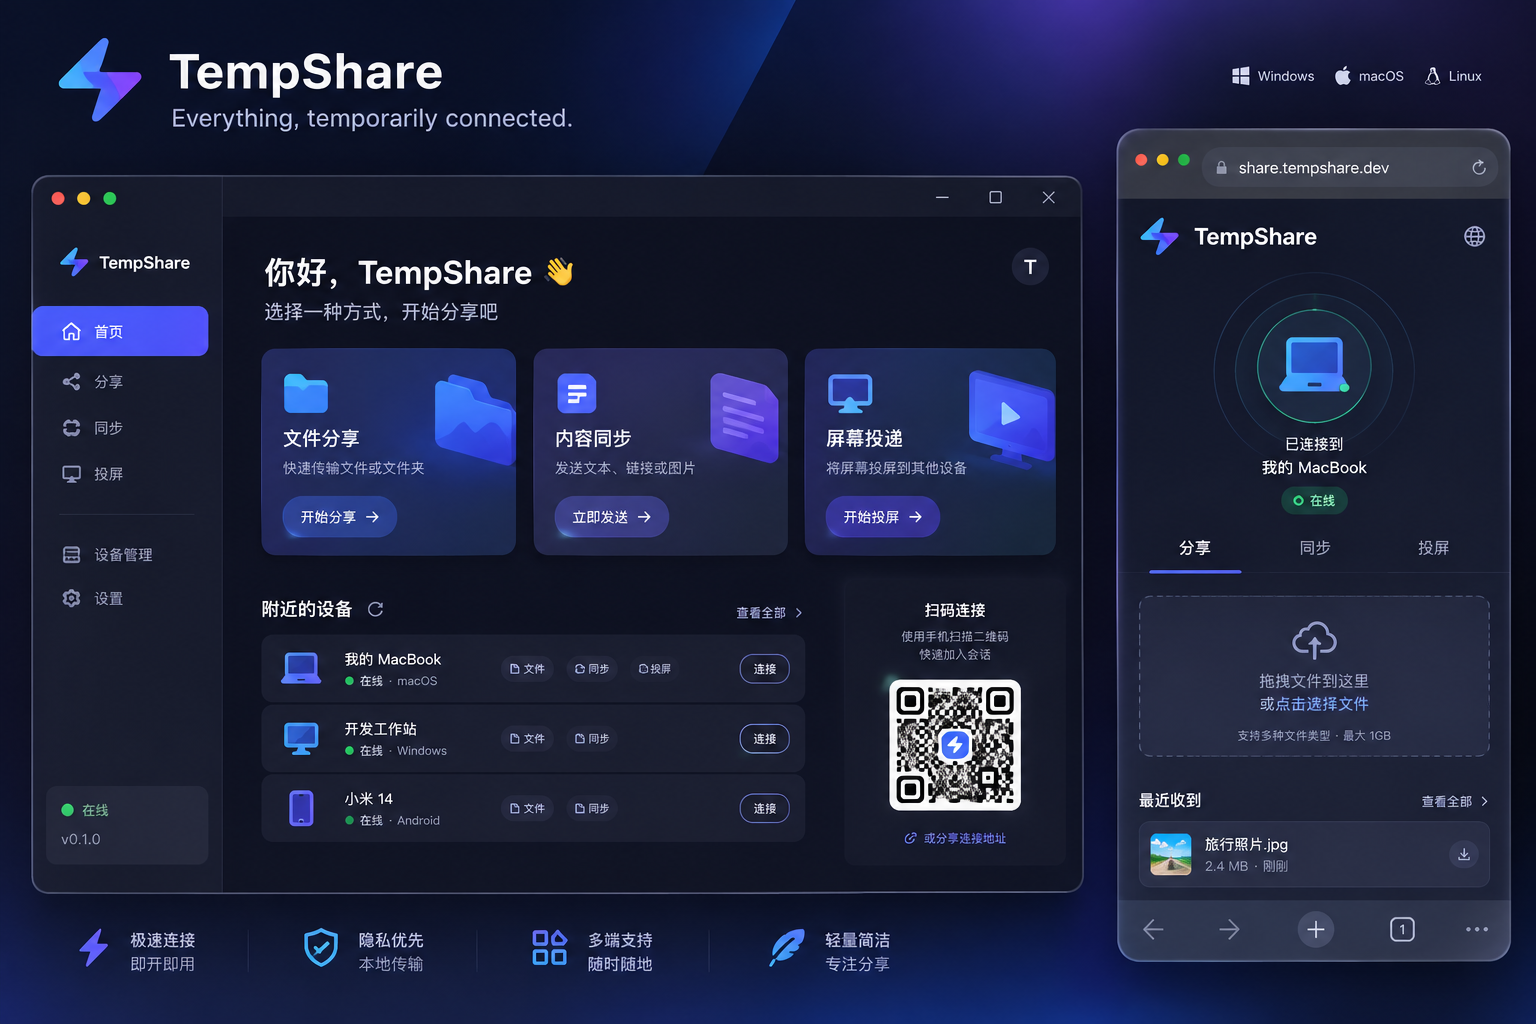 TempShare
Everything, temporarily connected.
Windows
macOS
Linux
TempShare
首页
分享
同步
投屏
设备管理
设置
在线
v0.1.0
你好，TempShare 👋
选择一种方式，开始分享吧
T
文件分享
快速传输文件或文件夹
开始分享 →
内容同步
发送文本、链接或图片
立即发送 →
屏幕投递
将屏幕投屏到其他设备
开始投屏 →
附近的设备
查看全部 >
我的 MacBook
在线 · macOS
文件
同步
投屏
连接
开发工作站
在线 · Windows
文件
同步
连接
小米 14
在线 · Android
文件
同步
连接
扫码连接
使用手机扫描二维码
快速加入会话
或分享连接地址
share.tempshare.dev
TempShare
已连接到
我的 MacBook
在线
分享
同步
投屏
拖拽文件到这里
或点击选择文件
支持多种文件类型 · 最大 1GB
最近收到
查看全部 >
旅行照片.jpg
2.4 MB · 刚刚
1
极速连接
即开即用
隐私优先
本地传输
多端支持
随时随地
轻量简洁
专注分享